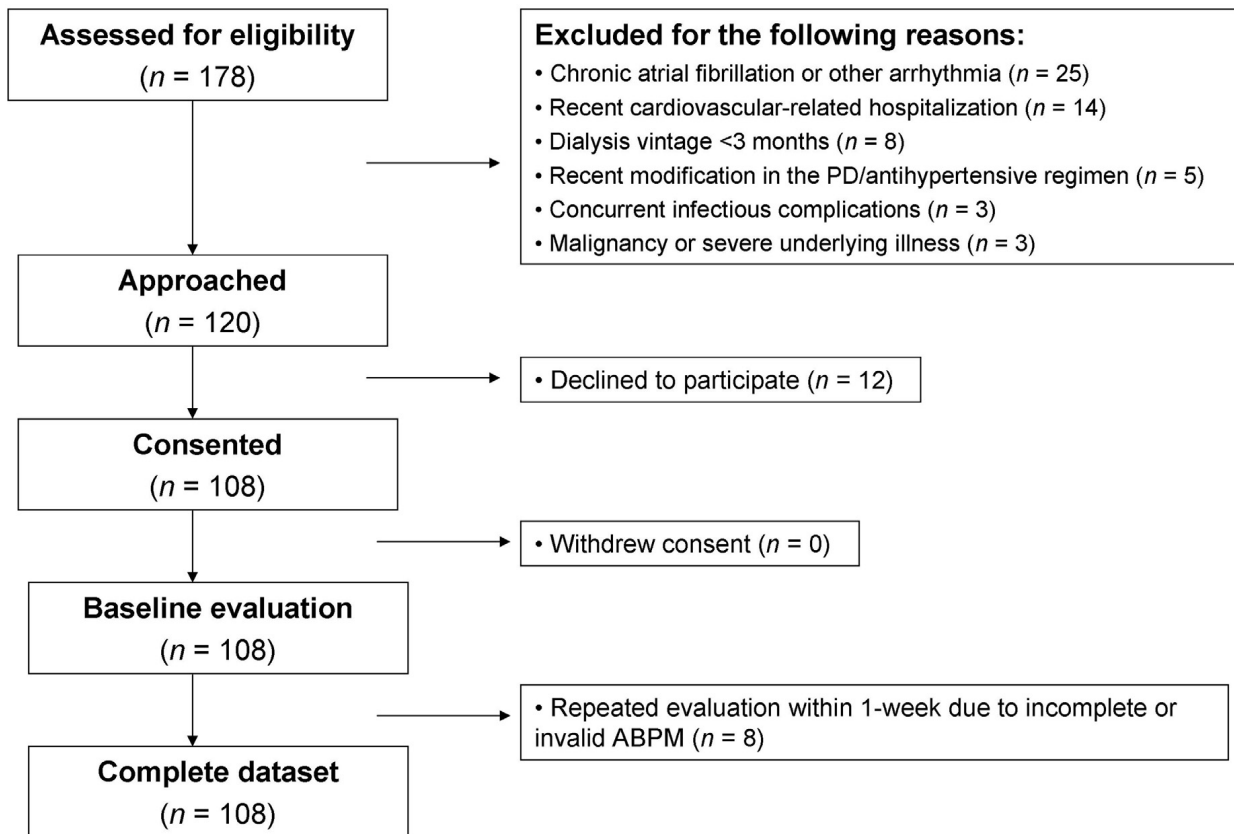 Assessed for eligibility
(n = 178)
Excluded for the following reasons:
• Chronic atrial fibrillation or other arrhythmia (n = 25)
• Recent cardiovascular-related hospitalization (n = 14)
• Dialysis vintage <3 months (n = 8)
• Recent modification in the PD/antihypertensive regimen (n = 5)
• Concurrent infectious complications (n = 3)
• Malignancy or severe underlying illness (n = 3)
Approached
(n = 120)
• Declined to participate (n = 12)
Consented
(n = 108)
• Withdrew consent (n = 0)
Baseline evaluation
(n = 108)
• Repeated evaluation within 1-week due to incomplete or
invalid ABPM (n = 8)
Complete dataset
(n = 108)